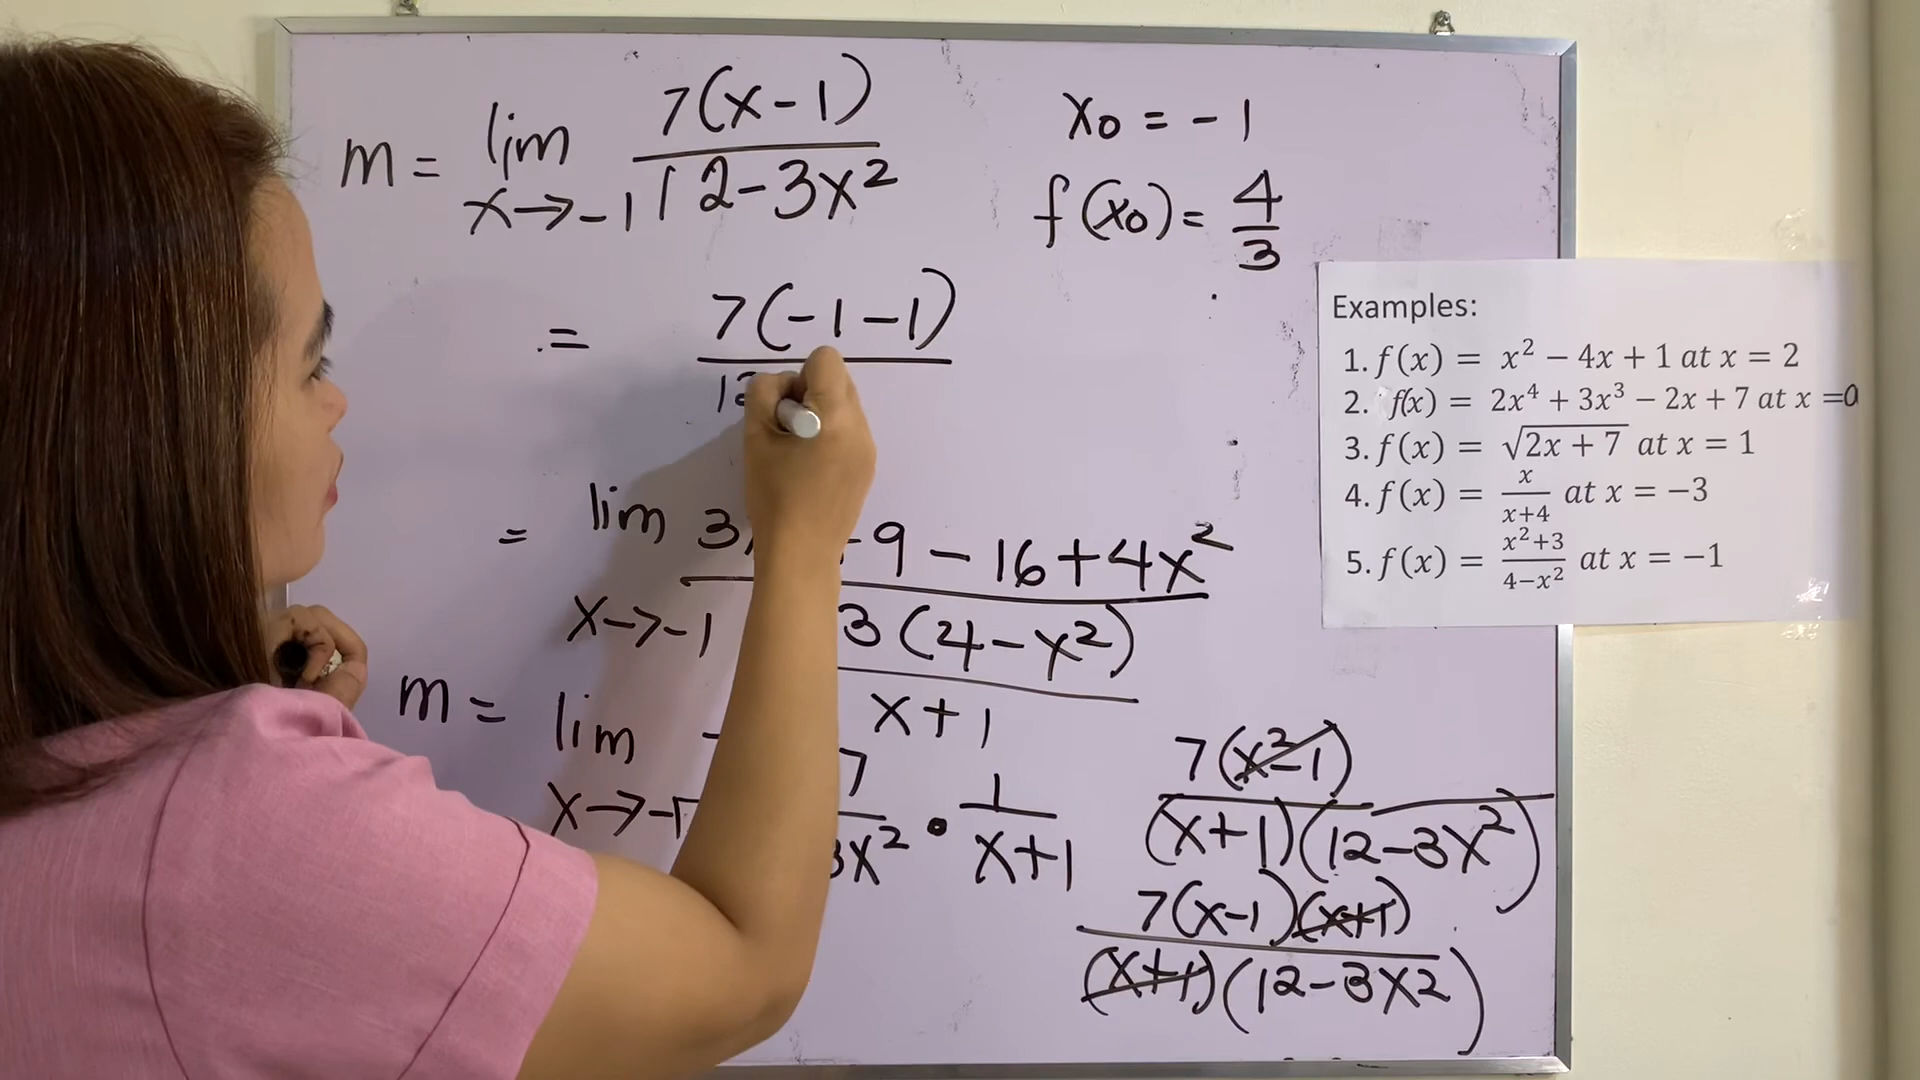 m = lim x→-1 7(x-1) / 12-3x²
x₀ = -1
f(x₀) = 4/3
= 7(-1-1) / 12
= lim x→-1 3 -9-16+4x² / 3(4-x²)
x+1
m = lim x→-1 7 / 3x² • 1 / x+1
7(x²-1) / (x+1)(12-3x²)
7(x-1)(x+1) / (x+1)(12-3x²)
Examples:
1. f(x) = x² − 4x + 1 at x = 2
2. f(x) = 2x⁴ + 3x³ − 2x + 7 at x =0
3. f(x) = √2x + 7 at x = 1
4. f(x) = x / x+4 at x = −3
5. f(x) = x²+3 / 4−x² at x = −1